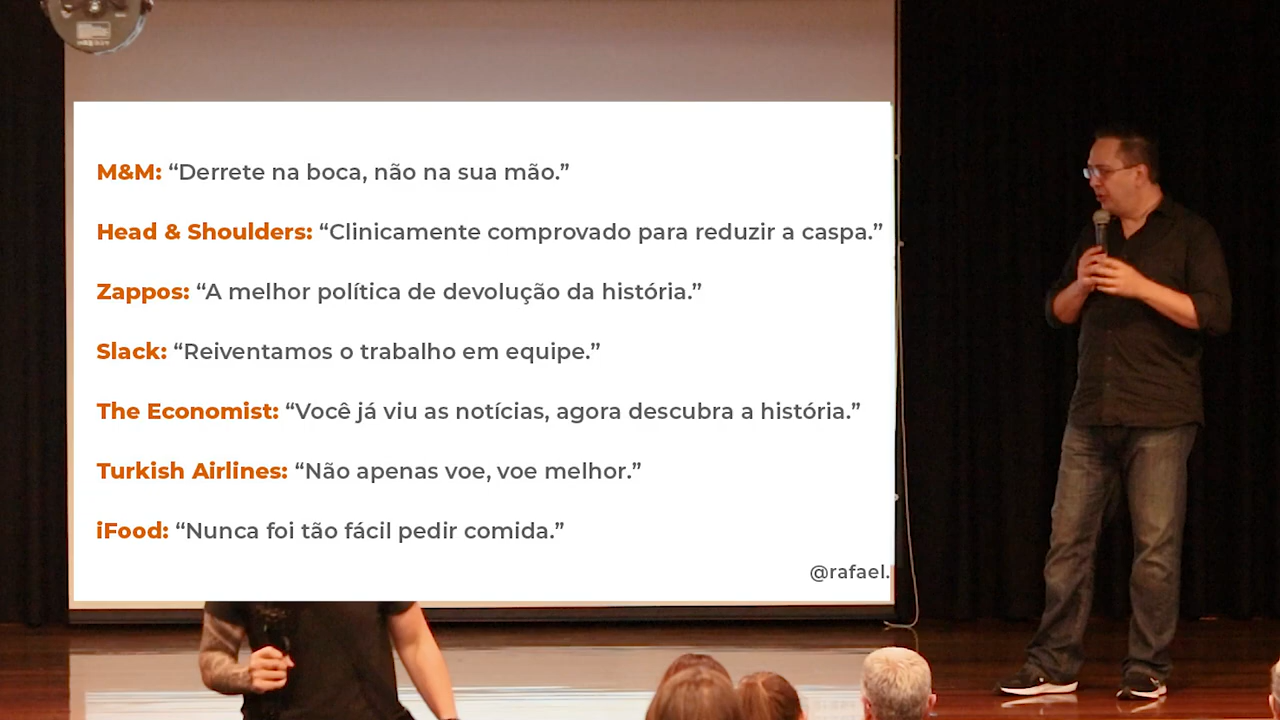 M&M: “Derrete na boca, não na sua mão.”
Head & Shoulders: “Clinicamente comprovado para reduzir a caspa.”
Zappos: “A melhor política de devolução da história.”
Slack: “Reiventamos o trabalho em equipe.”
The Economist: “Você já viu as notícias, agora descubra a história.”
Turkish Airlines: “Não apenas voe, voe melhor.”
iFood: “Nunca foi tão fácil pedir comida.”
@rafael.